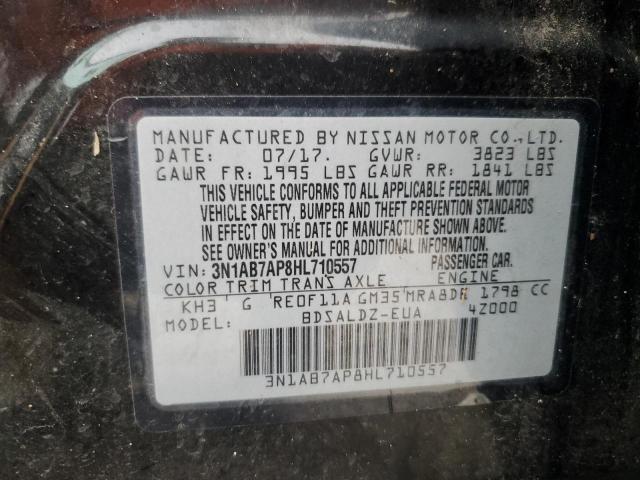 MANUFACTURED BY NISSAN MOTOR CO., LTD.
DATE: 07/17. GVWR: 3823 LBS
GAWR FR: 1995 LBS GAWR RR: 1841 LBS
THIS VEHICLE CONFORMS TO ALL APPLICABLE FEDERAL MOTOR
VEHICLE SAFETY, BUMPER AND THEFT PREVENTION STANDARDS
IN EFFECT ON THE DATE OF MANUFACTURE SHOWN ABOVE.
SEE OWNER'S MANUAL FOR ADDITIONAL INFORMATION.
VIN: 3N1AB7AP8HL710557 PASSENGER CAR.
COLOR TRIM TRANS AXLE ENGINE
KH3 G RE0F11A GM35 MRA8DE 1798 CC
MODEL: BDSALDZ-EUA 4Z000
3N1AB7AP8HL710557